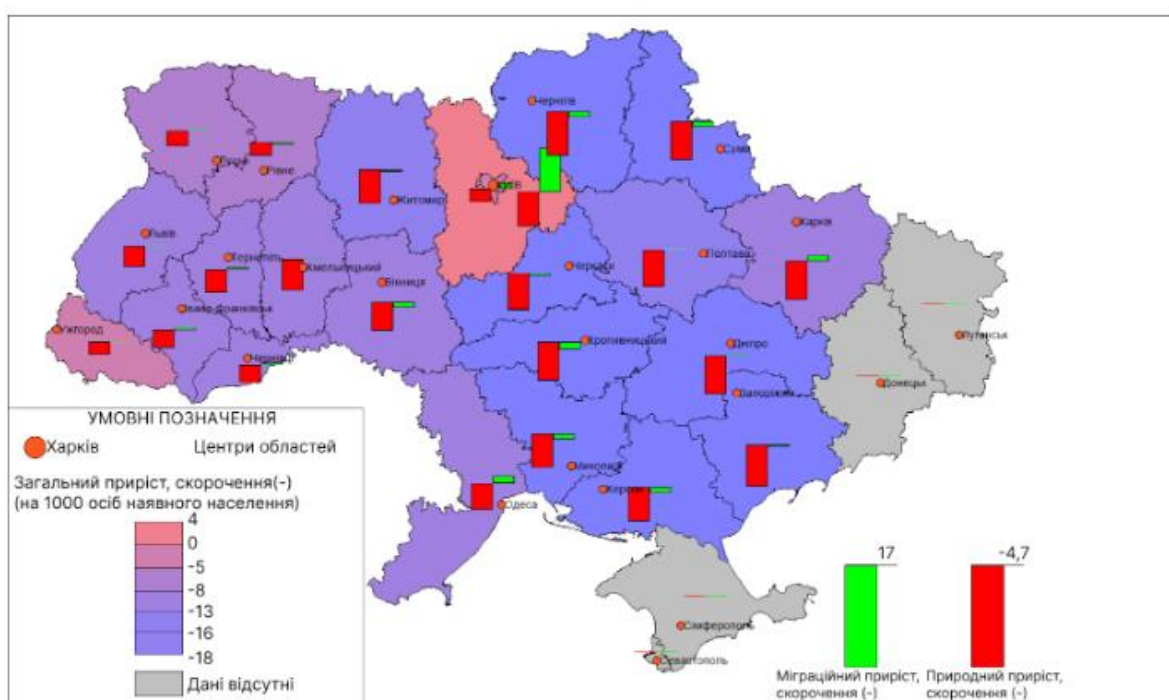 Чернігів
Суми
Луцьк
Рівне
Київ
Житомир
Львів
Харків
Тернопіль
Хмельницький
Вінниця
Черкаси
Полтава
Івано-Франківськ
Ужгород
Чернівці
Кропивницький
Дніпро
Луганськ
Донецьк
Запоріжжя
Миколаїв
Херсон
Одеса
Сімферополь
Севастополь
УМОВНІ ПОЗНАЧЕННЯ
Харків Центри областей
Загальний приріст, скорочення(-)
(на 1000 осіб наявного населення)
4
0
-5
-8
-13
-16
-18
Дані відсутні
17
-4,7
Міграційний приріст,
скорочення (-)
Природний приріст,
скорочення (-)